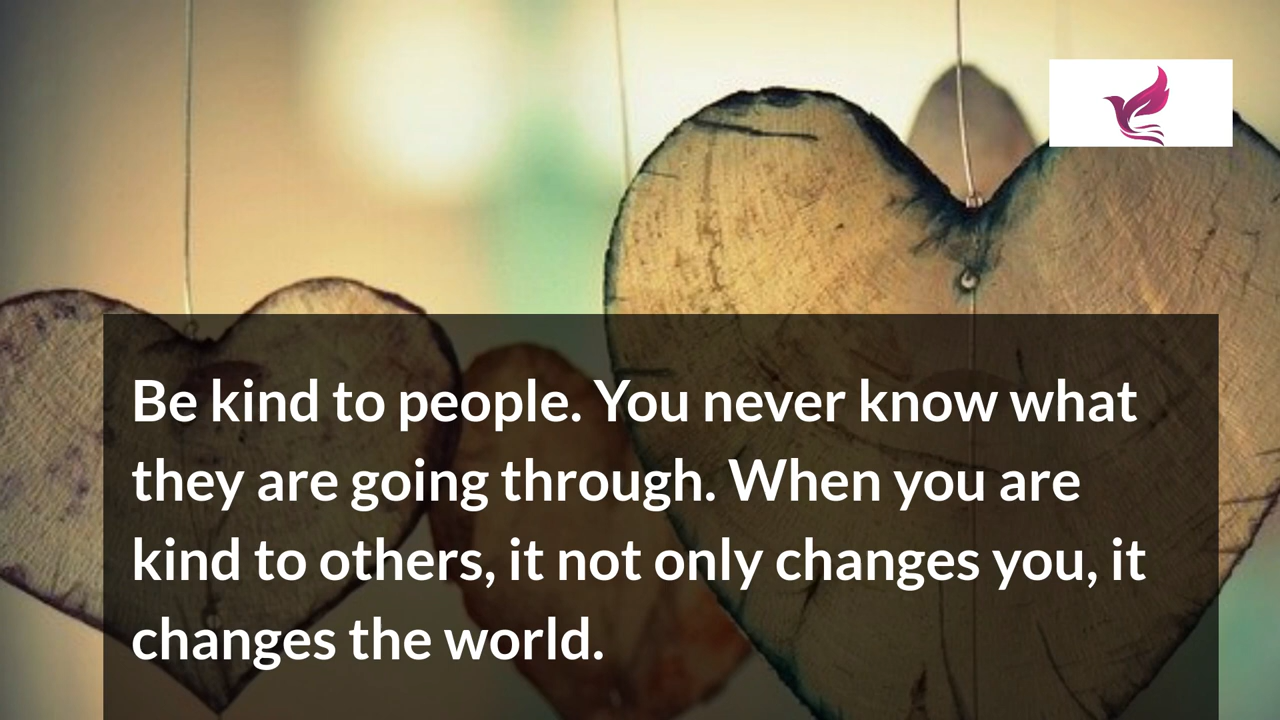 Be kind to people. You never know what
they are going through. When you are
kind to others, it not only changes you, it
changes the world.